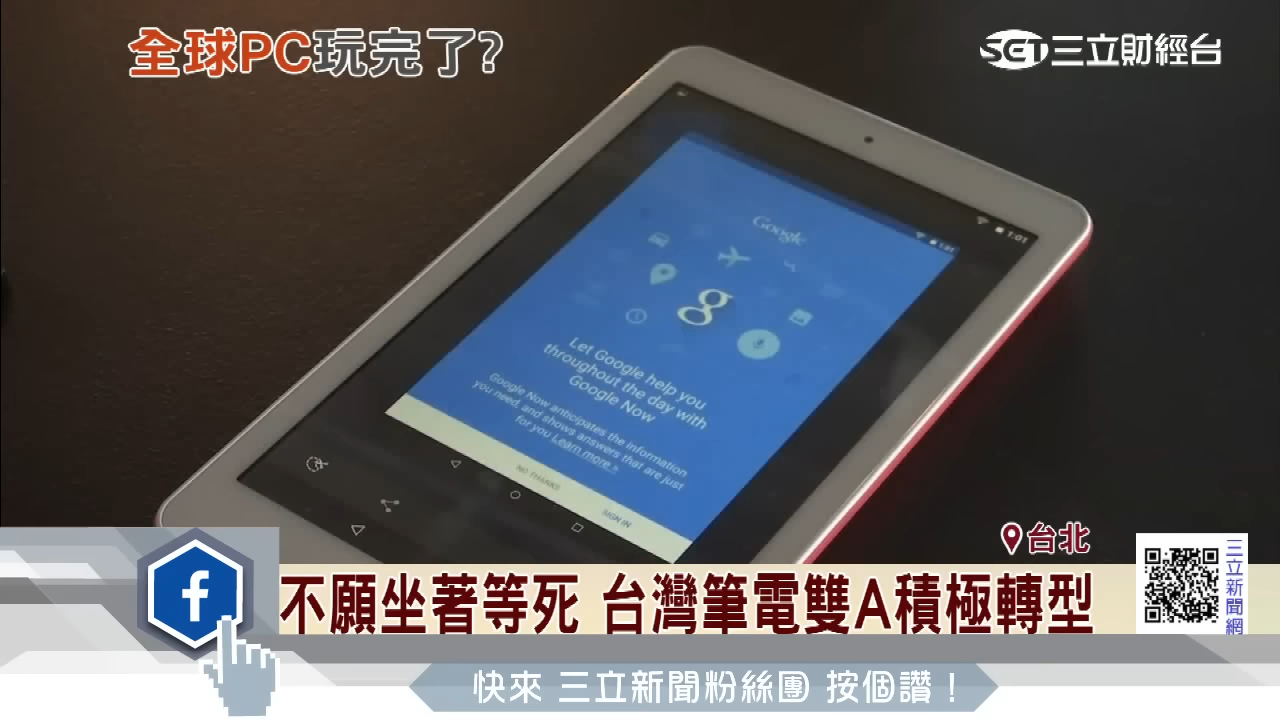 全球PC玩完了?
SET三立財經台
1:01
Google
g
Let Google help you
throughout the day with
Google Now
Google Now anticipates the information
you need, and shows answers that are just
for you Learn more »
NO THANKS
SIGN IN
台北
不願坐著等死 台灣筆電雙A積極轉型
三立新聞網
f
快來 三立新聞粉絲團 按個讚！